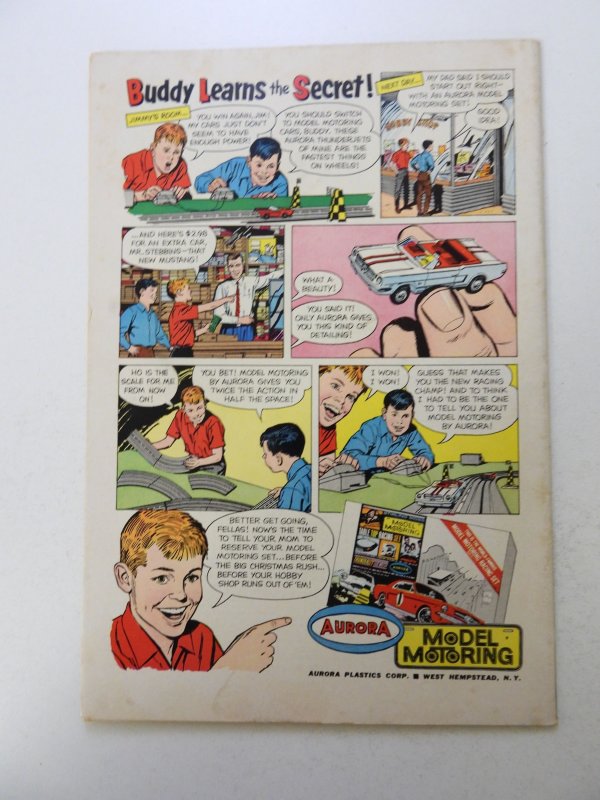 Buddy Learns the Secret!
JIMMY'S ROOM...
YOU WIN AGAIN, JIM!
MY CARS JUST DON'T
SEEM TO HAVE
ENOUGH POWER!
YOU SHOULD SWITCH
TO MODEL MOTORING
CARS, BUDDY. THESE
AURORA THUNDERJETS
OF MINE ARE THE
FASTEST THINGS
ON WHEELS!
NEXT DAY...
MY DAD SAID I SHOULD
START OUT RIGHT-
WITH AN AURORA MODEL
MOTORING SET!
GOOD
IDEA!
HOBBY SHOP
...AND HERE'S $2.98
FOR AN EXTRA CAR,
MR. STEBBINS-THAT
NEW MUSTANG!
WHAT A
BEAUTY!
YOU SAID IT!
ONLY AURORA GIVES
YOU THIS KIND OF
DETAILING!
HO IS THE
SCALE FOR ME
FROM NOW
ON!
YOU BET! MODEL MOTORING
BY AURORA GIVES YOU
TWICE THE ACTION IN
HALF THE SPACE!
I WON!
I WON!
GUESS THAT MAKES
YOU THE NEW RACING
CHAMP! AND TO THINK
I HAD TO BE THE ONE
TO TELL YOU ABOUT
MODEL MOTORING
BY AURORA!
BETTER GET GOING,
FELLAS! NOW'S THE TIME
TO TELL YOUR MOM TO
RESERVE YOUR MODEL
MOTORING SET...BEFORE
THE BIG CHRISTMAS RUSH...
BEFORE YOUR HOBBY
SHOP RUNS OUT OF 'EM!
MODEL
MOTORING
MODEL MOTORING RACING SET
AURORA
MODEL
MOTORING
AURORA PLASTICS CORP. ■ WEST HEMPSTEAD, N. Y.